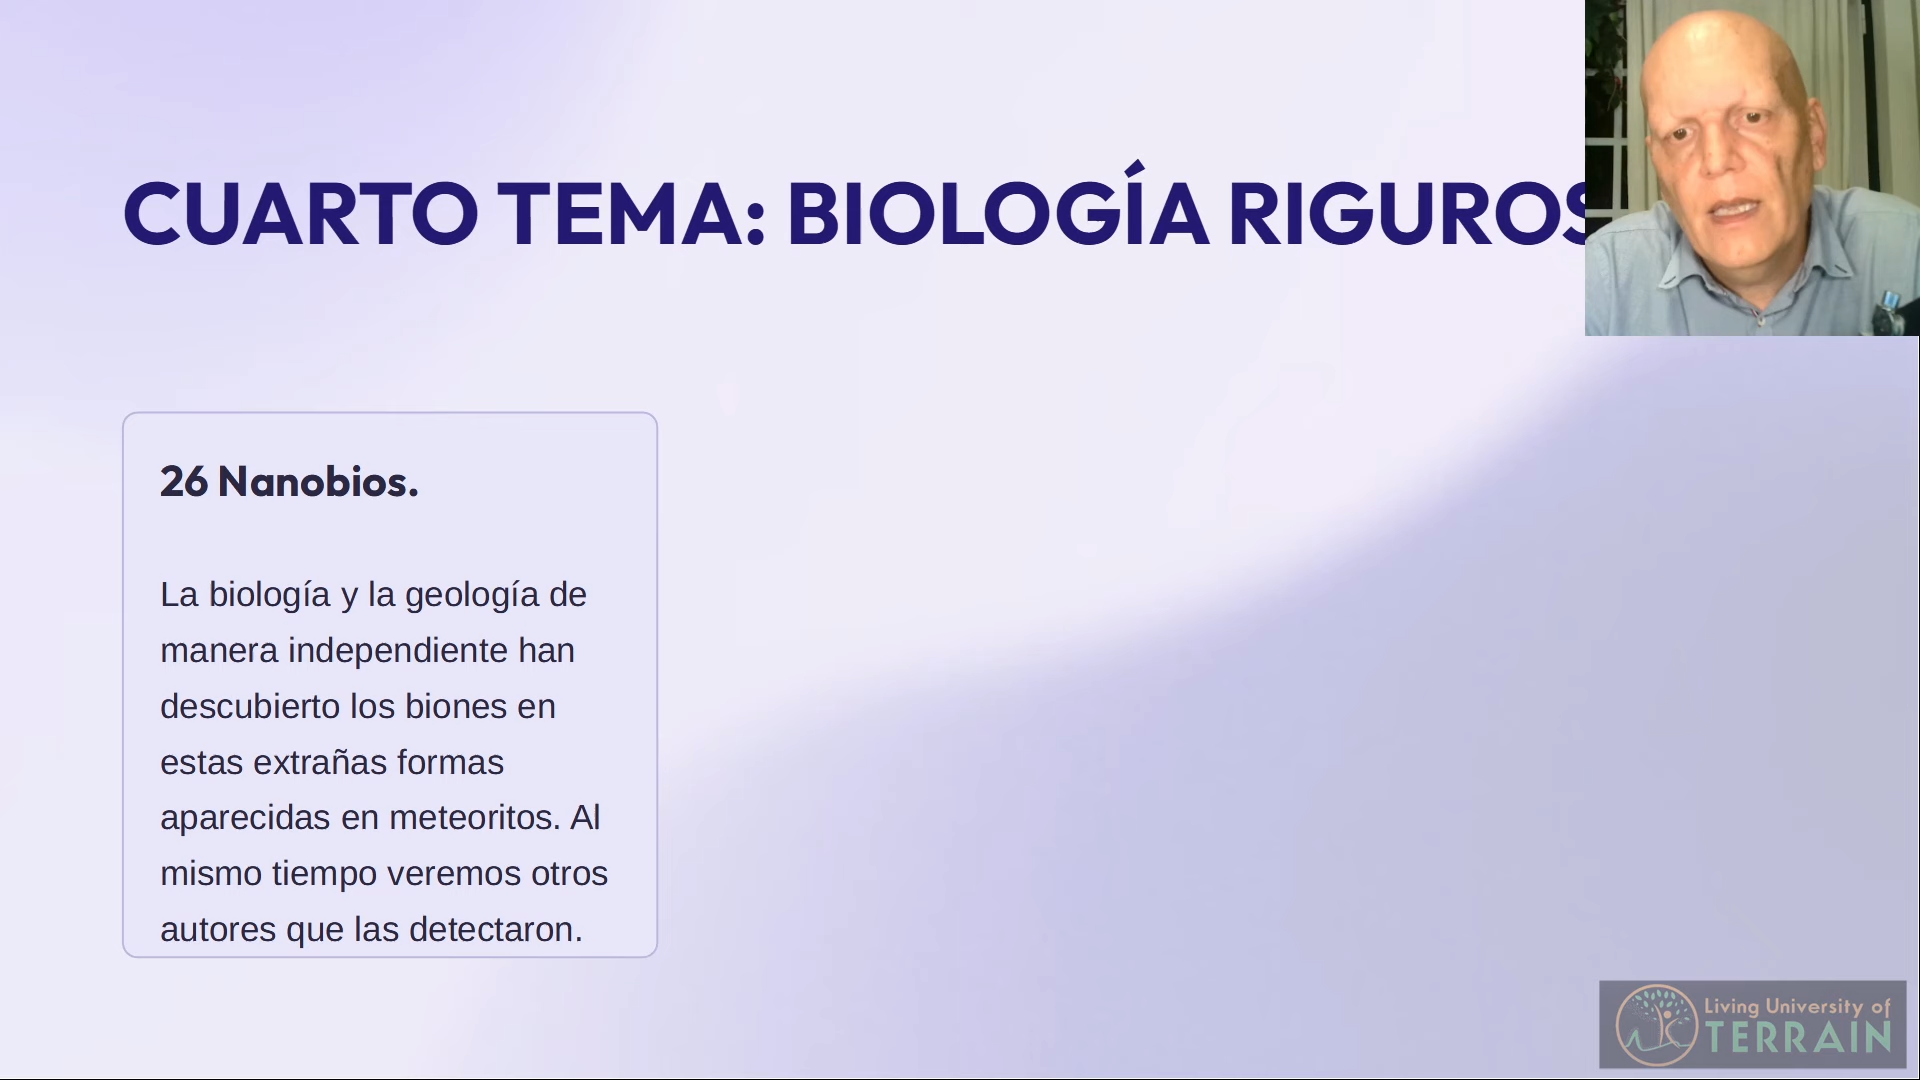 CUARTO TEMA: BIOLOGÍA RIGUROS
26 Nanobios.
La biología y la geología de
manera independiente han
descubierto los biones en
estas extrañas formas
aparecidas en meteoritos. Al
mismo tiempo veremos otros
autores que las detectaron.
Living University of
TERRAIN